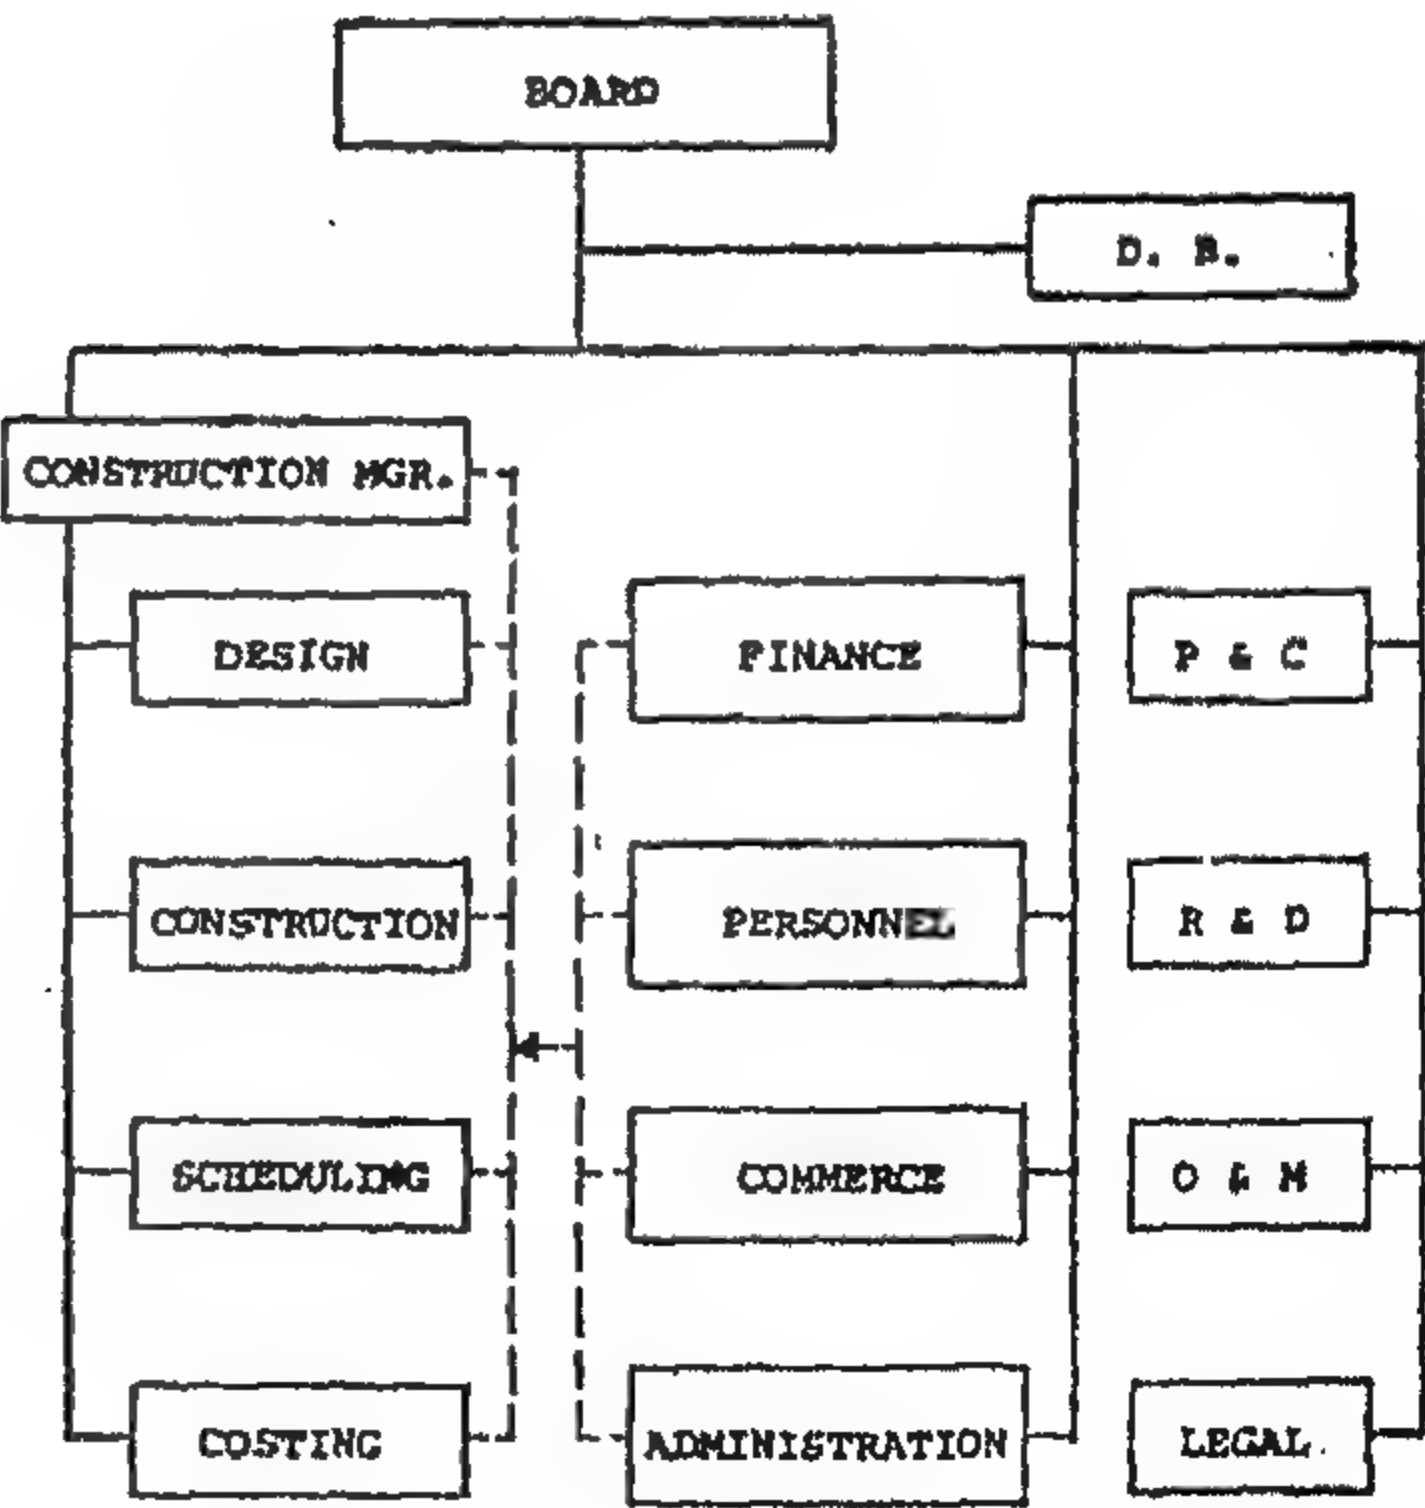 BOARD
D. B.
CONSTRUCTION MGR.
DESIGN
FINANCE
P & C
CONSTRUCTION
PERSONNEL
R & D
SCHEDULING
COMMERCE
O & M
COSTING
ADMINISTRATION
LEGAL